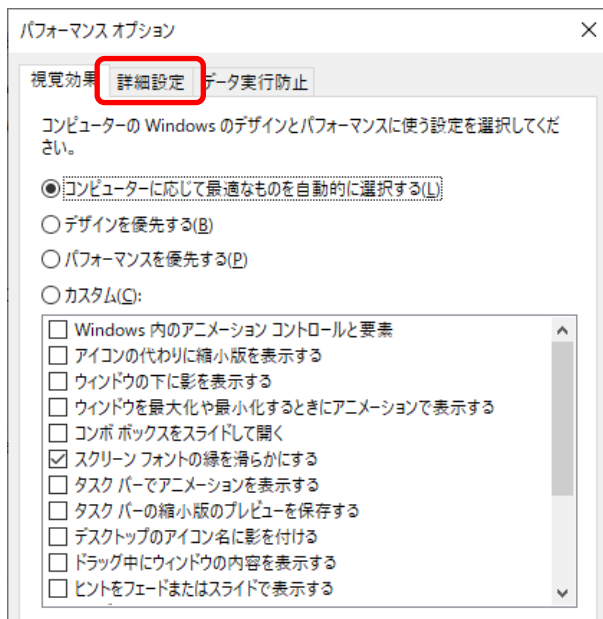 パフォーマンス オプション
視覚効果 詳細設定 データ実行防止
コンピューターの Windows のデザインとパフォーマンスに使う設定を選択してくだ
さい。
コンピューターに応じて最適なものを自動的に選択する(L)
デザインを優先する(B)
パフォーマンスを優先する(P)
カスタム(C):
Windows 内のアニメーション コントロールと要素
アイコンの代わりに縮小版を表示する
ウィンドウの下に影を表示する
ウィンドウを最大化や最小化するときにアニメーションで表示する
コンボ ボックスをスライドして開く
スクリーン フォントの縁を滑らかにする
タスク バーでアニメーションを表示する
タスク バーの縮小版のプレビューを保存する
デスクトップのアイコン名に影を付ける
ドラッグ中にウィンドウの内容を表示する
ヒントをフェードまたはスライドで表示する